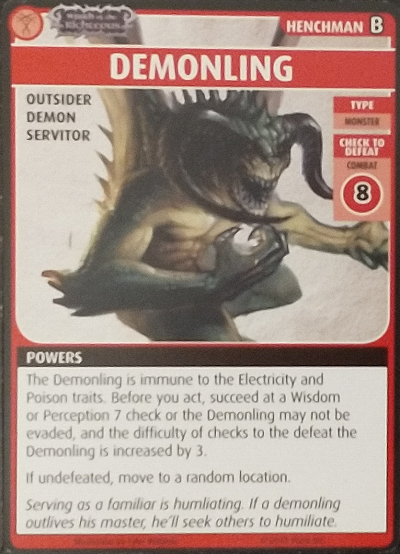 Wrath of the
Righteous
HENCHMAN B
DEMONLING
OUTSIDER
DEMON
SERVITOR
TYPE
MONSTER
CHECK TO
DEFEAT
COMBAT
8
POWERS
The Demonling is immune to the Electricity and
Poison traits. Before you act, succeed at a Wisdom
or Perception 7 check or the Demonling may not be
evaded, and the difficulty of checks to the defeat the
Demonling is increased by 3.
If undefeated, move to a random location.
Serving as a familiar is humliating. If a demonling
outlives his master, he'll seek others to humiliate.